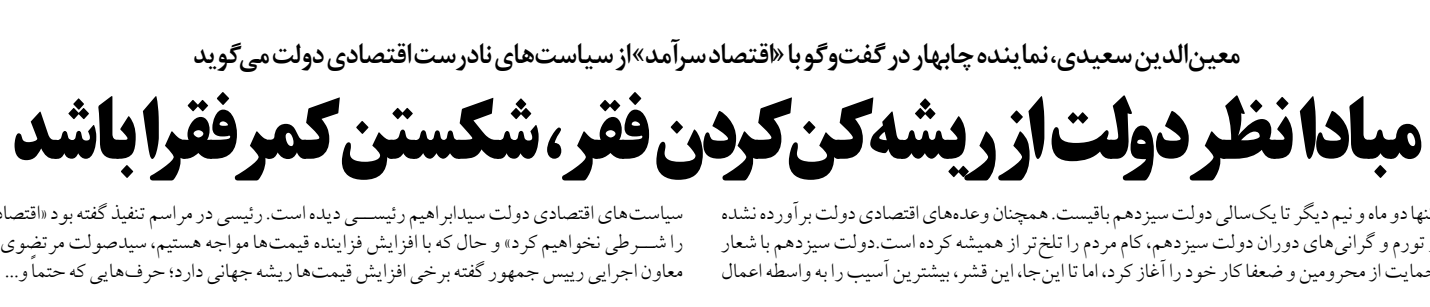 معین‌الدین سعیدی، نماینده چابهار در گفت‌وگو با «اقتصاد سرآمد» از سیاست‌های نادرست اقتصادی دولت می‌گوید
مبادا نظر دولت از ریشه‌کن‌کردن فقر، شکستن کمر فقرا باشد
تنها دو ماه و نیم دیگر تا یک‌سالی دولت سیزدهم باقیست. همچنان وعده‌های اقتصادی دولت برآورده نشده
تورم و گرانی‌های دوران دولت سیزدهم، کام مردم را تلخ‌تر از همیشه کرده است.دولت سیزدهم با شعار
حمایت از محرومین و ضعفا کار خود را آغاز کرد، اما تا این‌جا، این قشر، بیشترین آسیب را به واسطه اعمال
سیاست‌های اقتصادی دولت سیدابراهیم رئیسی دیده است. رئیسی در مراسم تنفیذ گفته بود «اقتصاد
را شرطی نخواهیم کرد» و حال که با افزایش فزاینده قیمت‌ها مواجه هستیم، سیدصولت مرتضوی
معاون اجرایی رییس جمهور گفته برخی افزایش قیمت‌ها ریشه جهانی دارد؛ حرف‌هایی که حتماً و...